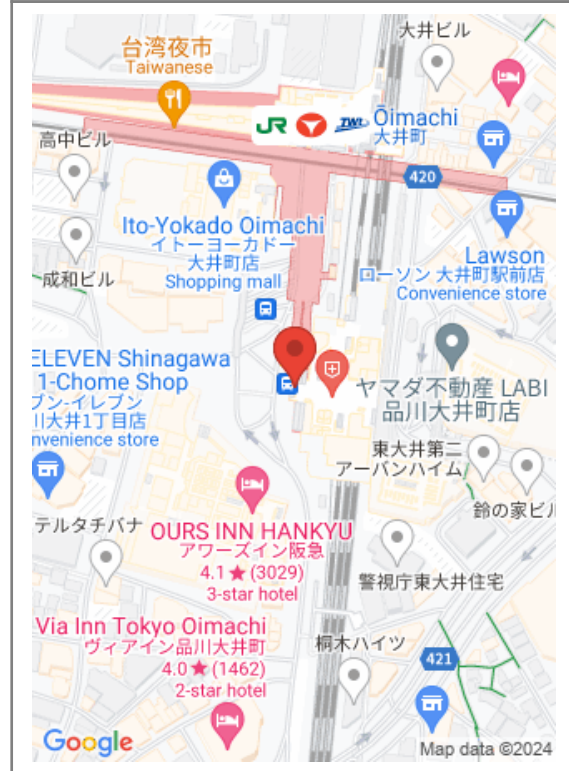 大井ビル
台湾夜市
Taiwanese
JR
TWR
Ōimachi
大井町
高中ビル
420
Ito-Yokado Oimachi
イトーヨーカドー
大井町店
Shopping mall
Lawson
ローソン 大井町駅前店
Convenience store
成和ビル
ELEVEN Shinagawa
1-Chome Shop
ブン-イレブン
川大井1丁目店
nvenience store
ヤマダ不動産 LABI
品川大井町店
東大井第二
アーバンハイム
鈴の家ビル
テルタチバナ
OURS INN HANKYU
アワーズイン阪急
4.1★(3029)
3-star hotel
警視庁東大井住宅
Via Inn Tokyo Oimachi
ヴィアイン品川大井町
4.0★(1462)
2-star hotel
桐木ハイツ
421
Google
Map data ©2024